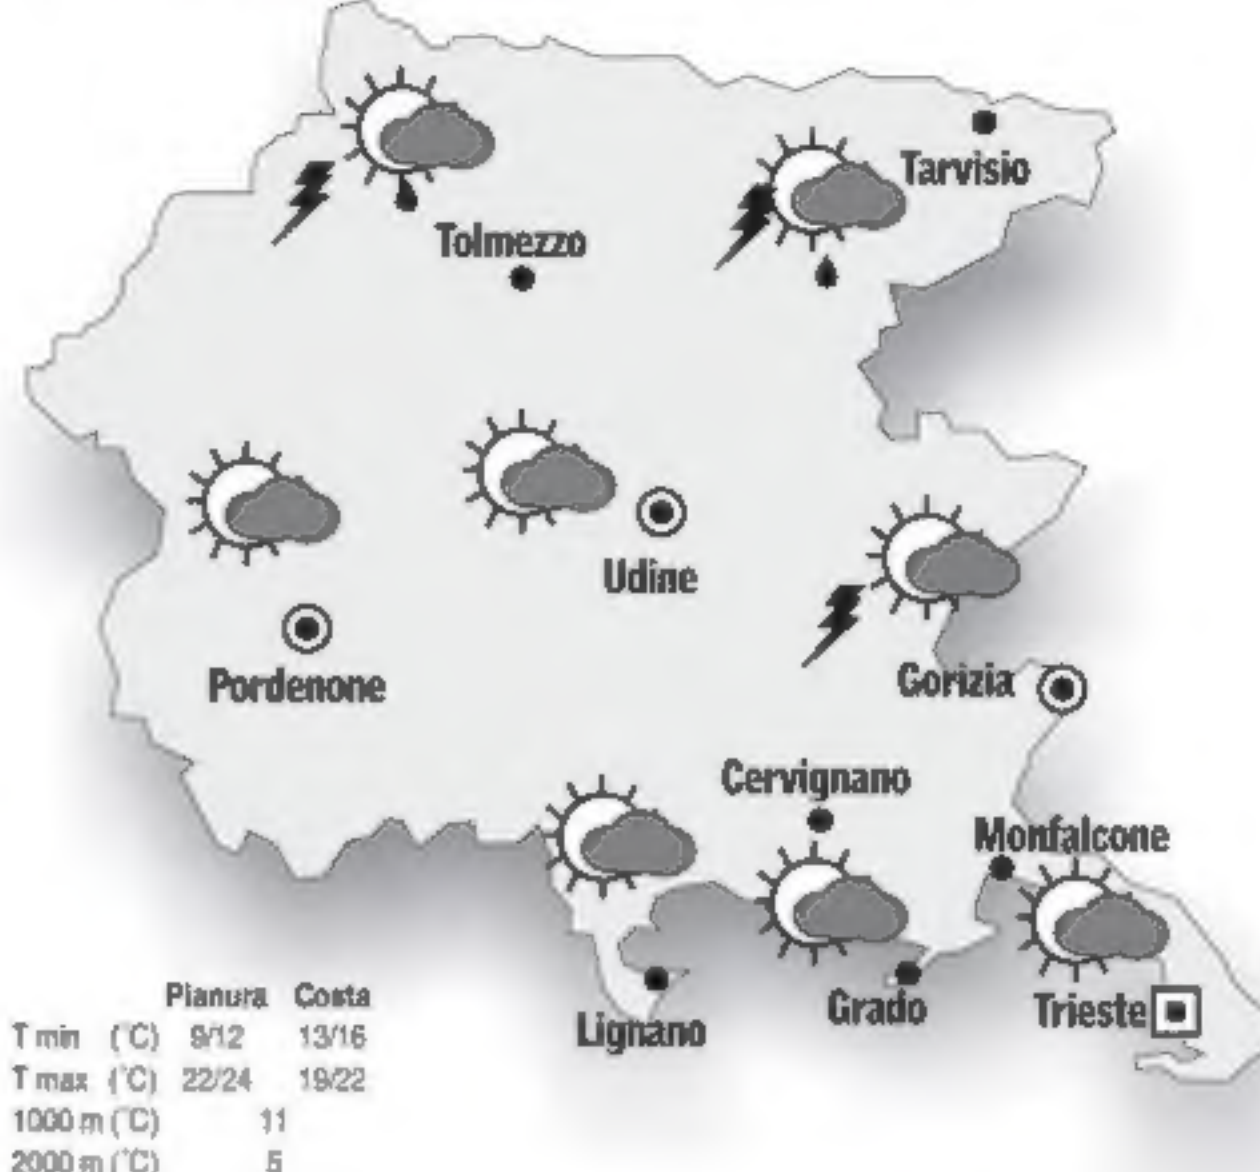 Tarvisio
Tolmezzo
Udine
Pordenone
Gorizia
Cervignano
Monfalcone
Grado
Trieste
Lignano
Pianura Costa
T min (°C) 9/12 13/16
T max (°C) 22/24 19/22
1000 m (°C) 11
2000 m (°C) 5